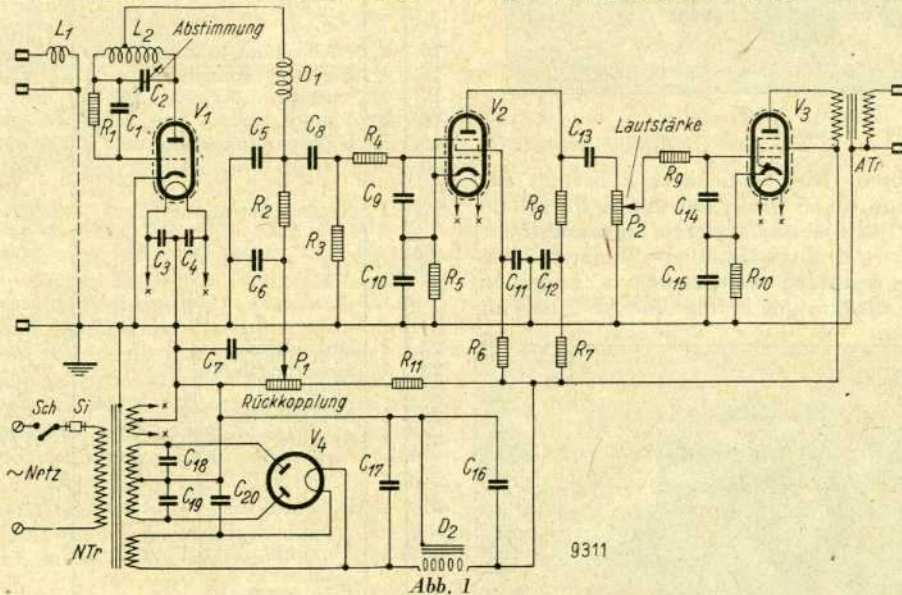 L1
L2
Abstimmung
C2
R1
C1
V1
D1
C5
C8
R4
V2
C13
Lautstärke
V3
ATr
R2
C9
R8
P2
R9
C14
C3
C4
R3
C6
C10
R5
C11
C12
C15
R10
C7
P1
R11
R6
R7
Rückkopplung
Sch
Si
V4
~Netz
C18
C19
C20
C17
C16
NTr
D2
9311
Abb. 1
x
x
x
x
x
x
x
x